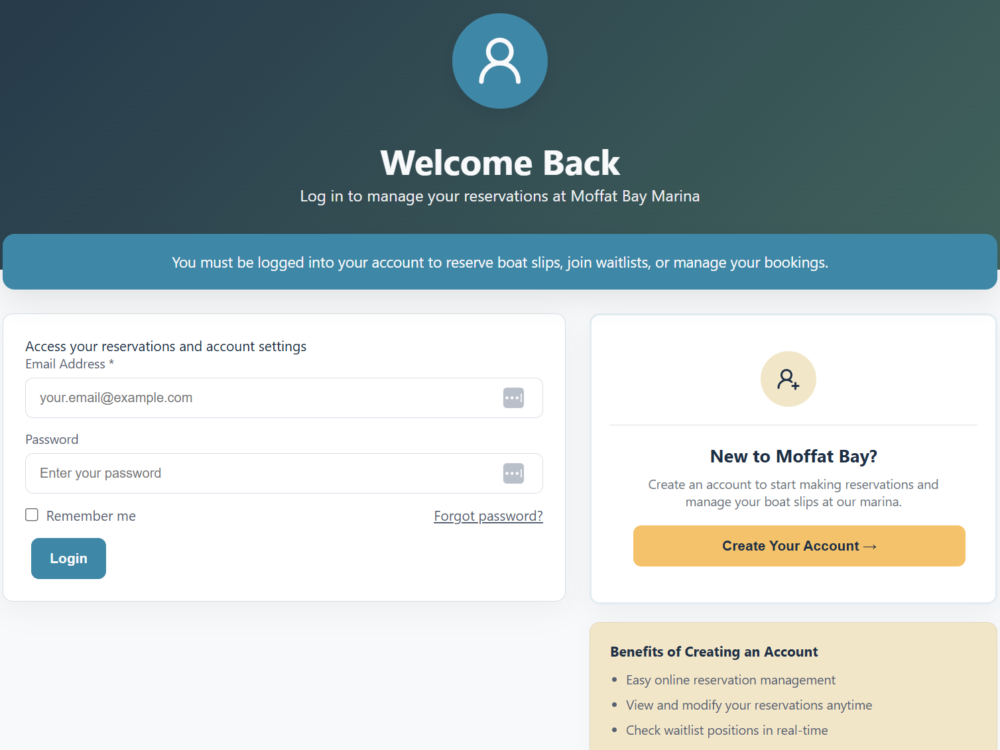 Welcome Back
Log in to manage your reservations at Moffat Bay Marina
You must be logged into your account to reserve boat slips, join waitlists, or manage your bookings.
Access your reservations and account settings
Email Address *
your.email@example.com
Password
Enter your password
Remember me
Forgot password?
Login
New to Moffat Bay?
Create an account to start making reservations and
manage your boat slips at our marina.
Create Your Account →
Benefits of Creating an Account
• Easy online reservation management
• View and modify your reservations anytime
• Check waitlist positions in real-time